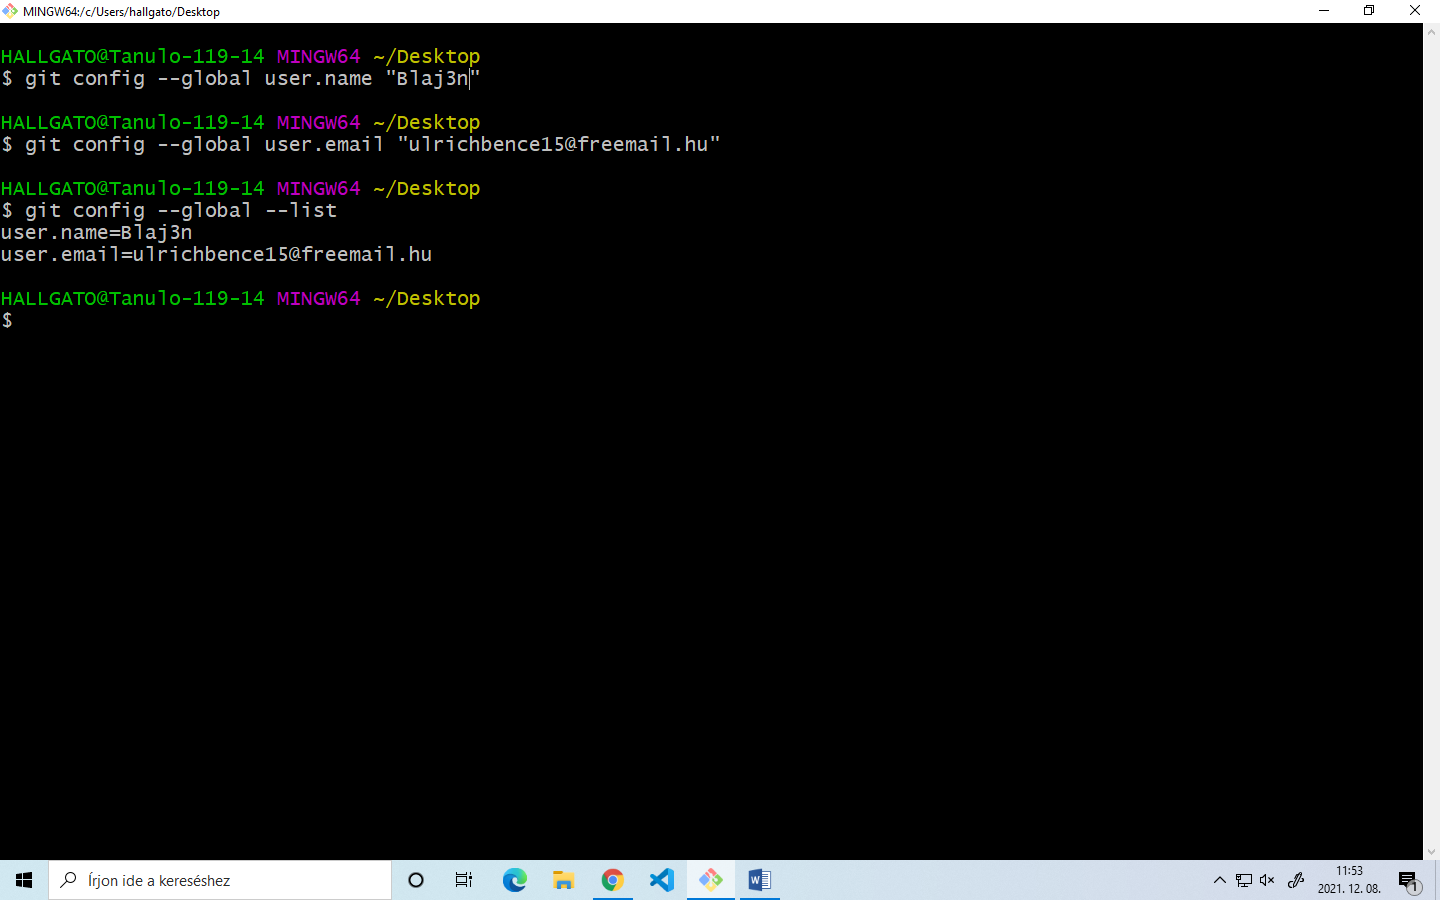 MINGW64:/c/Users/hallgato/Desktop
HALLGATO@Tanulo-119-14 MINGW64 ~/Desktop
$ git config --global user.name "Blaj3n"
HALLGATO@Tanulo-119-14 MINGW64 ~/Desktop
$ git config --global user.email "ulrichbence15@freemail.hu"
HALLGATO@Tanulo-119-14 MINGW64 ~/Desktop
$ git config --global --list
user.name=Blaj3n
user.email=ulrichbence15@freemail.hu
HALLGATO@Tanulo-119-14 MINGW64 ~/Desktop
$
Írjon ide a kereséshez
11:53
2021. 12. 08.
1